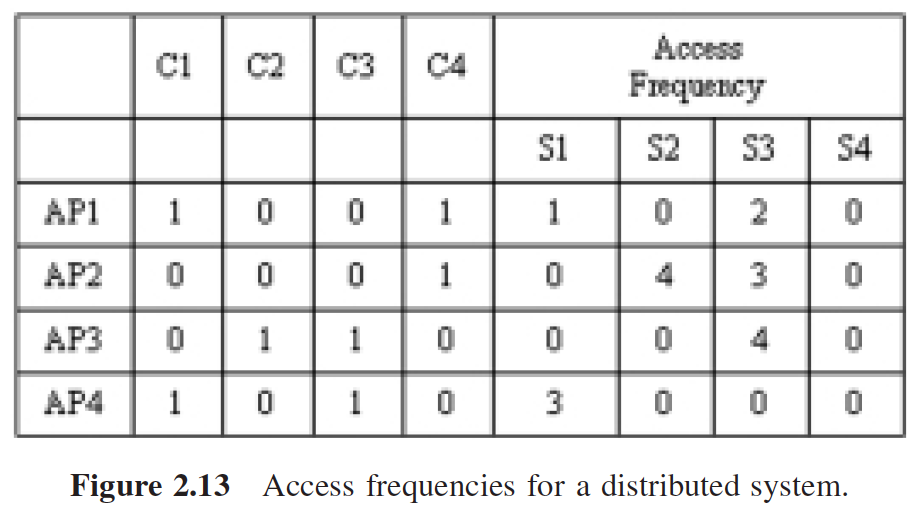 C1 C2 C3 C4 Access
Frequency
S1 S2 S3 S4
AP1 1 0 0 1 1 0 2 0
AP2 0 0 0 1 0 4 3 0
AP3 0 1 1 0 0 0 4 0
AP4 1 0 1 0 3 0 0 0
Figure 2.13 Access frequencies for a distributed system.